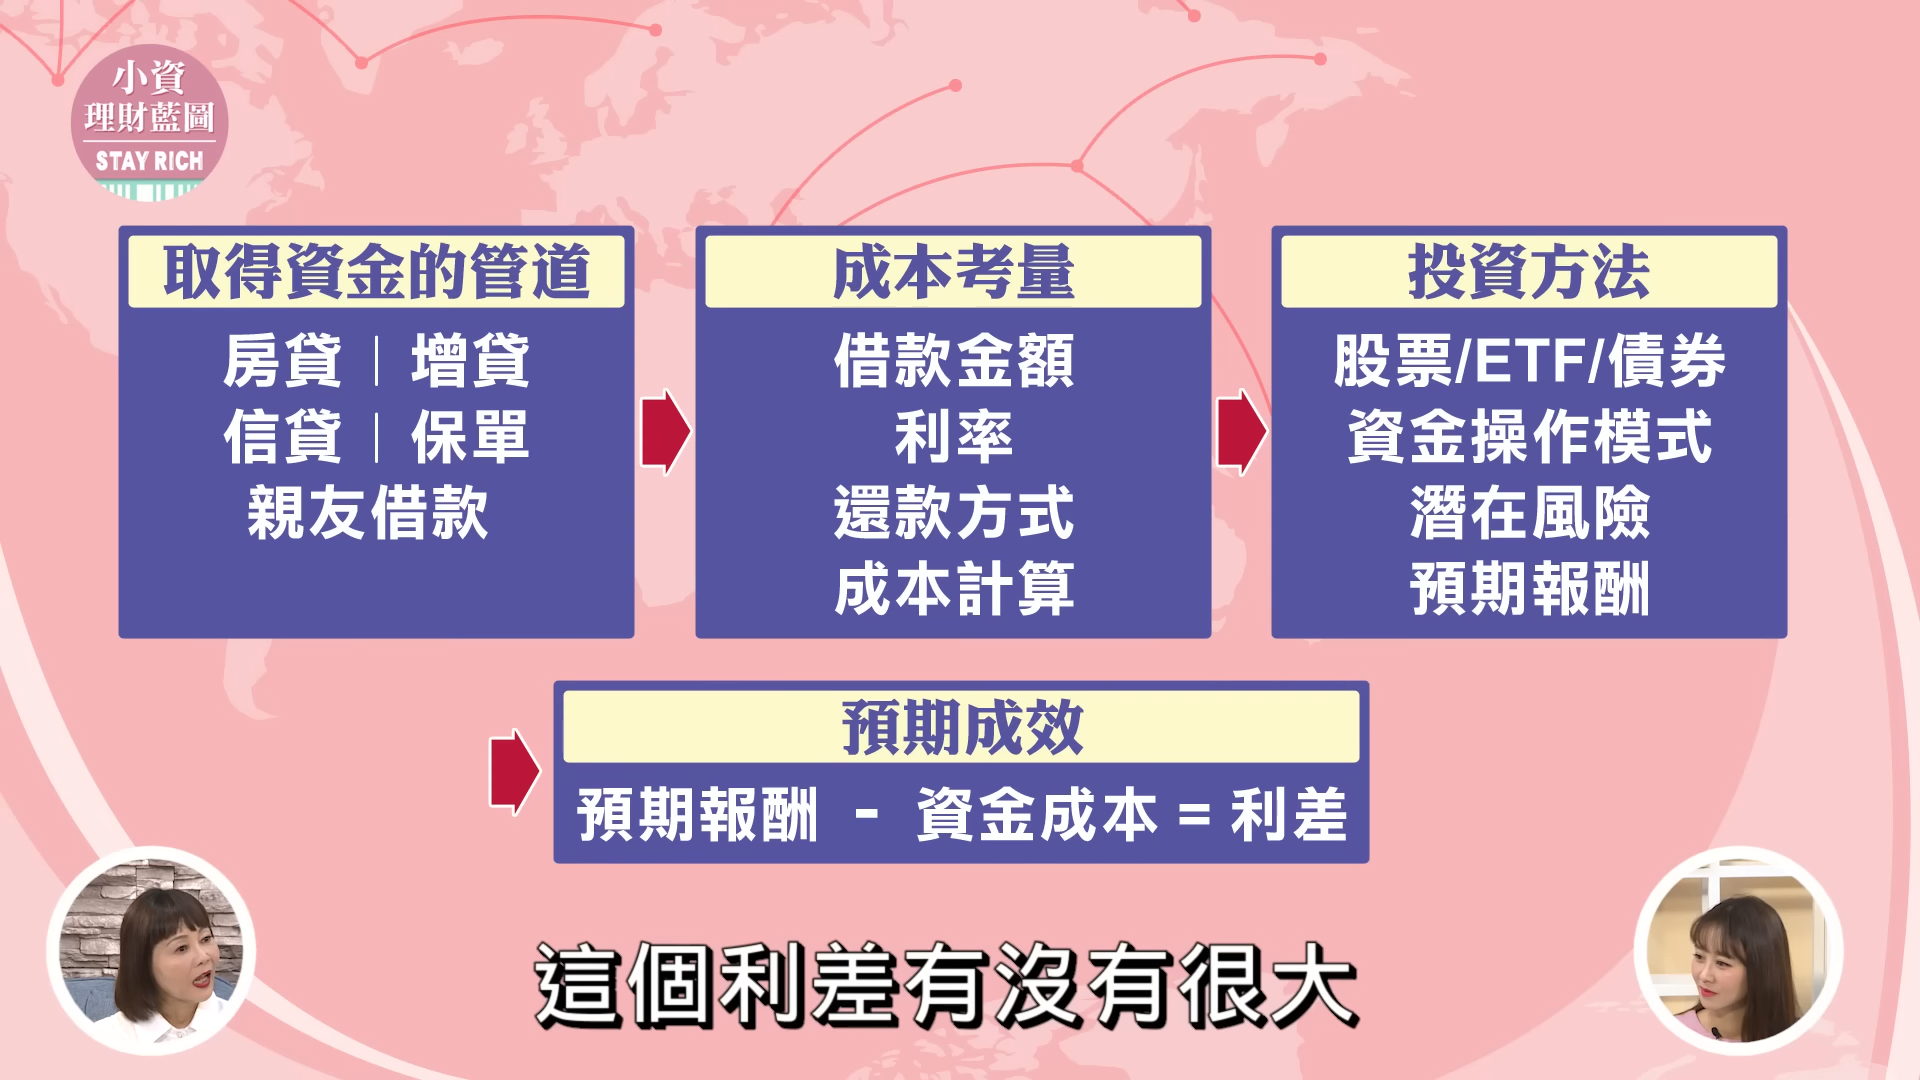 小資
理財藍圖
STAY RICH
取得資金的管道
房貸｜增貸
信貸｜保單
親友借款
成本考量
借款金額
利率
還款方式
成本計算
投資方法
股票/ETF/債券
資金操作模式
潛在風險
預期報酬
預期成效
預期報酬 - 資金成本 = 利差
這個利差有沒有很大